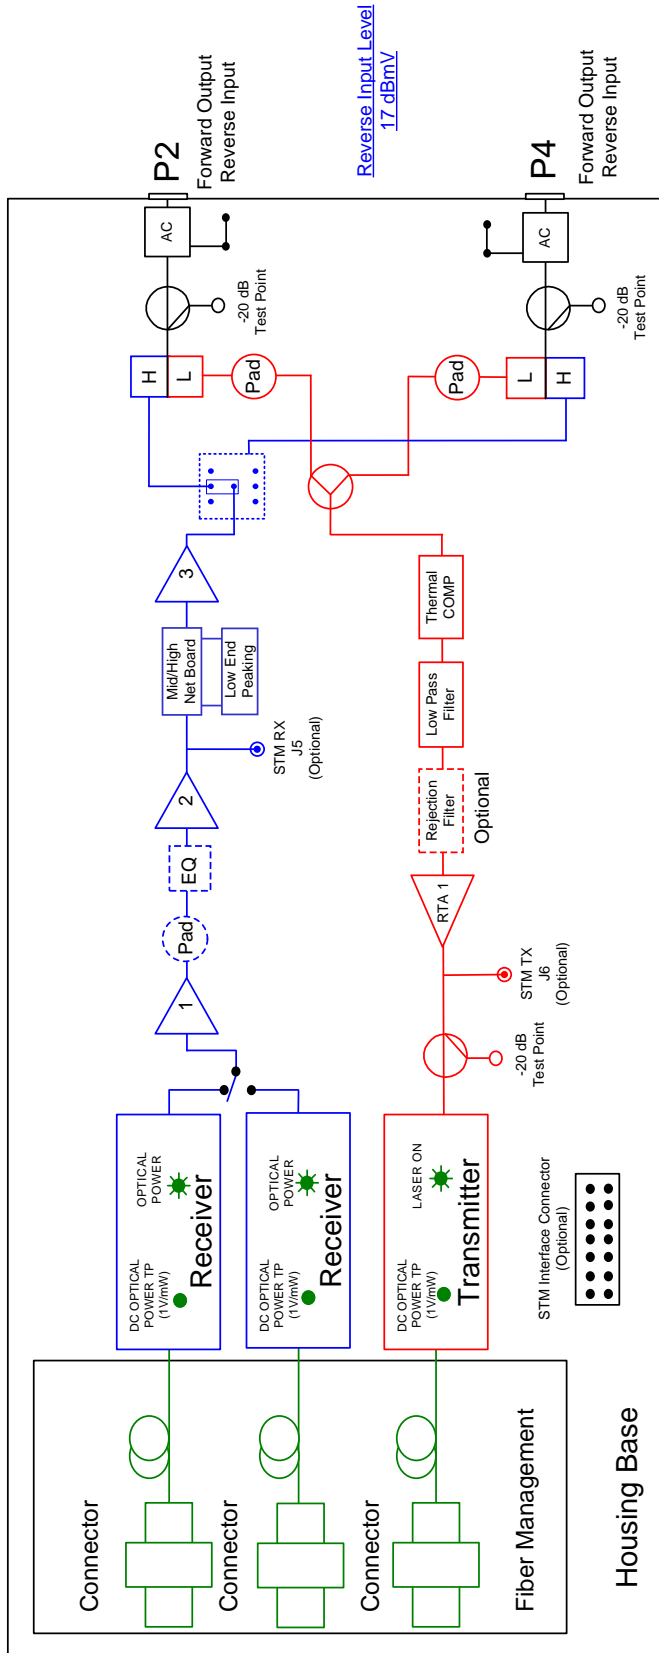 Reverse Input Level
17 dBmV
P2
Forward Output
Reverse Input
P4
Forward Output
Reverse Input
AC
-20 dB
Test Point
AC
-20 dB
Test Point
H
L
Pad
Pad
L
H
3
Mid/High
Net Board
Low End
Peaking
STM RX
J5
(Optional)
2
EQ
Pad
1
Thermal
COMP
Low Pass
Filter
Rejection
Filter
Optional
RTA 1
STM TX
J6
(Optional)
-20 dB
Test Point
OPTICAL
POWER
DC OPTICAL
POWER TP
(1V/mW)
Receiver
OPTICAL
POWER
DC OPTICAL
POWER TP
(1V/mW)
Receiver
LASER ON
DC OPTICAL
POWER TP
(1V/mW)
Transmitter
STM Interface Connector
(Optional)
Connector
Connector
Connector
Fiber Management
Housing Base